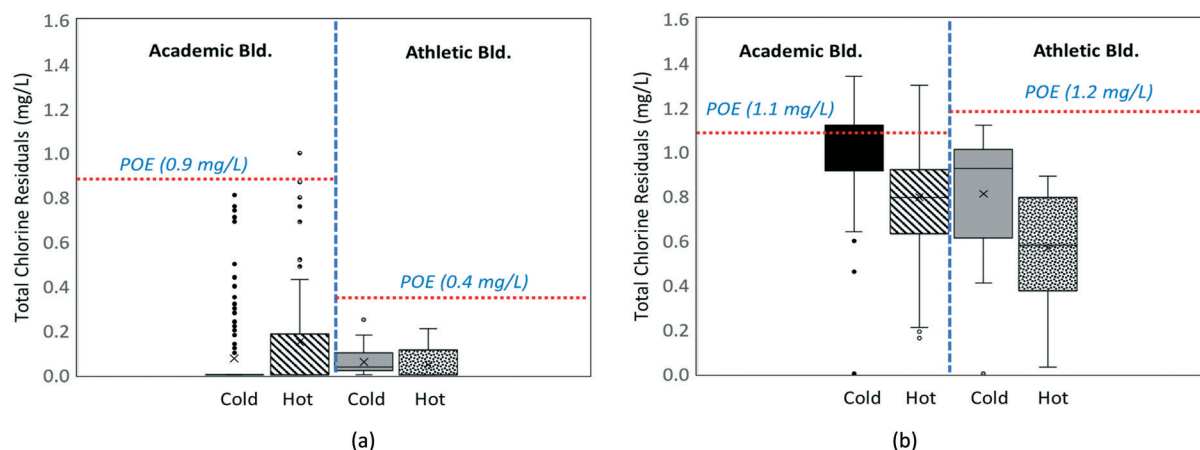 Total Chlorine Residuals (mg/L)
1.6
1.4
1.2
1.0
0.8
0.6
0.4
0.2
0.0
Academic Bld.
Athletic Bld.
POE (0.9 mg/L)
POE (0.4 mg/L)
Cold Hot Cold Hot
(a)
Total Chlorine Residuals (mg/L)
1.6
1.4
1.2
1.0
0.8
0.6
0.4
0.2
0.0
Academic Bld.
Athletic Bld.
POE (1.1 mg/L)
POE (1.2 mg/L)
Cold Hot Cold Hot
(b)